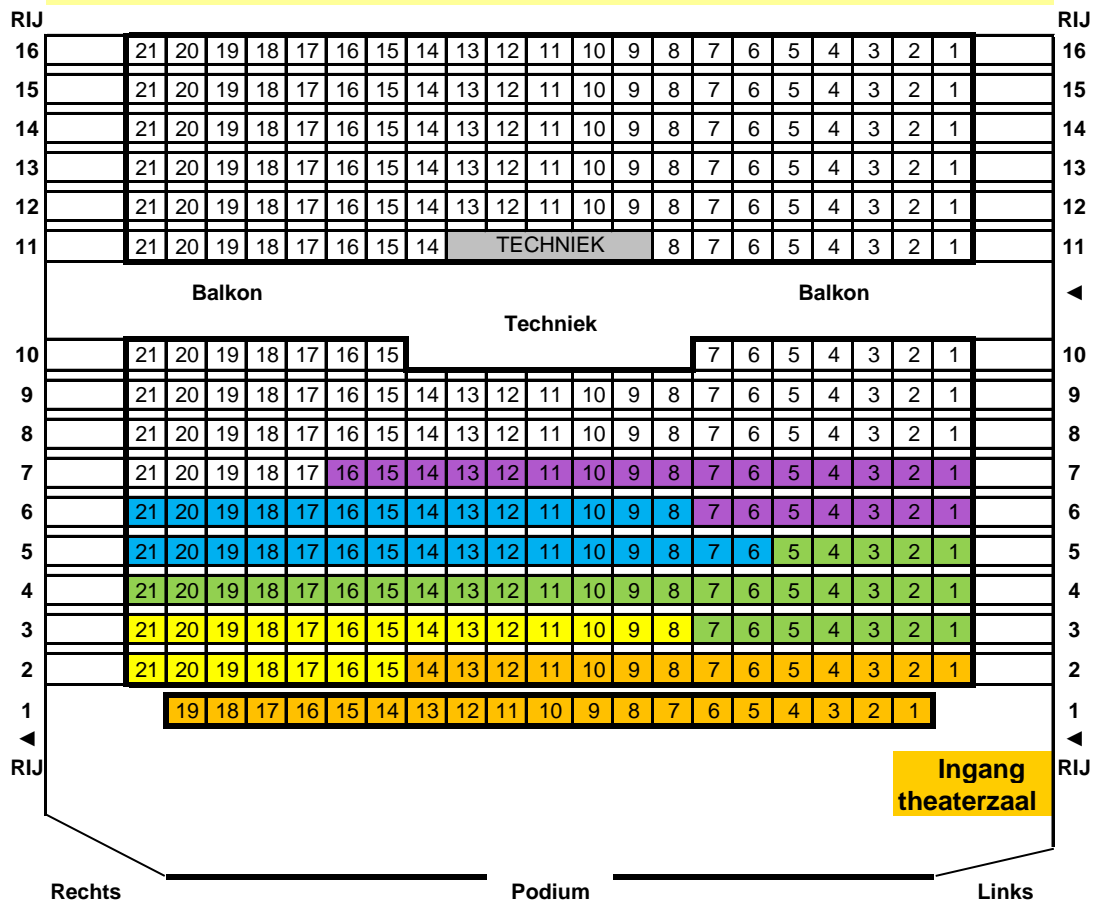 RIJ RIJ
16 21 20 19 18 17 16 15 14 13 12 11 10 9 8 7 6 5 4 3 2 1 16
15 21 20 19 18 17 16 15 14 13 12 11 10 9 8 7 6 5 4 3 2 1 15
14 21 20 19 18 17 16 15 14 13 12 11 10 9 8 7 6 5 4 3 2 1 14
13 21 20 19 18 17 16 15 14 13 12 11 10 9 8 7 6 5 4 3 2 1 13
12 21 20 19 18 17 16 15 14 13 12 11 10 9 8 7 6 5 4 3 2 1 12
11 21 20 19 18 17 16 15 14 TECHNIEK 8 7 6 5 4 3 2 1 11
Balkon Balkon ◄
Techniek
10 21 20 19 18 17 16 15 7 6 5 4 3 2 1 10
9 21 20 19 18 17 16 15 14 13 12 11 10 9 8 7 6 5 4 3 2 1 9
8 21 20 19 18 17 16 15 14 13 12 11 10 9 8 7 6 5 4 3 2 1 8
7 21 20 19 18 17 16 15 14 13 12 11 10 9 8 7 6 5 4 3 2 1 7
6 21 20 19 18 17 16 15 14 13 12 11 10 9 8 7 6 5 4 3 2 1 6
5 21 20 19 18 17 16 15 14 13 12 11 10 9 8 7 6 5 4 3 2 1 5
4 21 20 19 18 17 16 15 14 13 12 11 10 9 8 7 6 5 4 3 2 1 4
3 21 20 19 18 17 16 15 14 13 12 11 10 9 8 7 6 5 4 3 2 1 3
2 21 20 19 18 17 16 15 14 13 12 11 10 9 8 7 6 5 4 3 2 1 2
1 19 18 17 16 15 14 13 12 11 10 9 8 7 6 5 4 3 2 1 1
◄ ◄
RIJ Ingang RIJ
theaterzaal
Rechts Podium Links